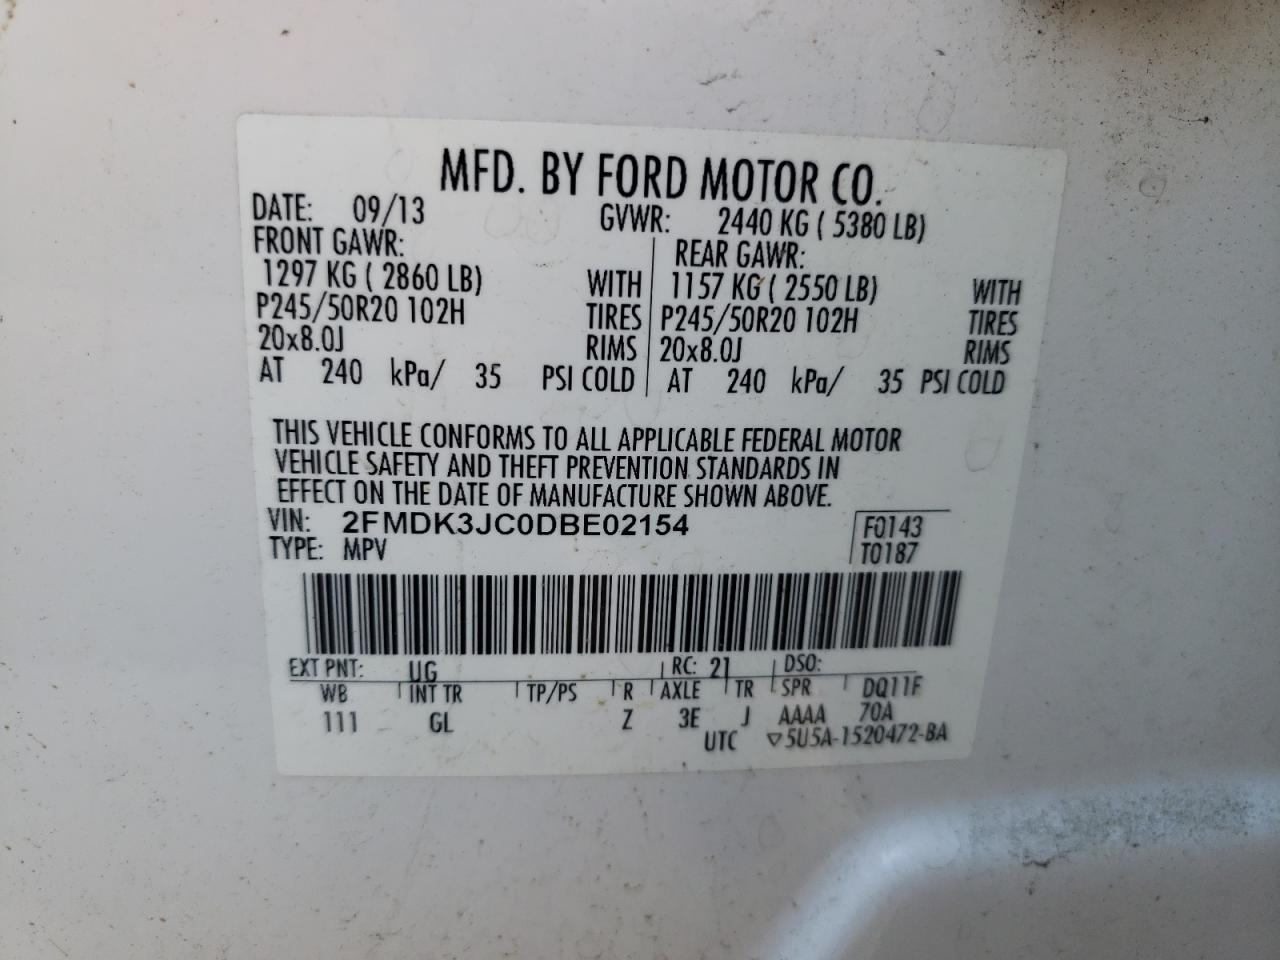 MFD. BY FORD MOTOR CO.
DATE: 09/13 GVWR: 2440 KG ( 5380 LB)
FRONT GAWR: REAR GAWR:
1297 KG ( 2860 LB) WITH 1157 KG ( 2550 LB) WITH
P245/50R20 102H TIRES P245/50R20 102H TIRES
20x8.0J RIMS 20x8.0J RIMS
AT 240 kPa/ 35 PSI COLD AT 240 kPa/ 35 PSI COLD
THIS VEHICLE CONFORMS TO ALL APPLICABLE FEDERAL MOTOR
VEHICLE SAFETY AND THEFT PREVENTION STANDARDS IN
EFFECT ON THE DATE OF MANUFACTURE SHOWN ABOVE.
VIN: 2FMDK3JC0DBE02154 F0143
TYPE: MPV T0187
EXT PNT: UG RC: 21 DSO:
WB INT TR TP/PS R AXLE TR SPR DQ11F
111 GL Z 3E J AAAA 70A
UTC ▽5U5A-1520472-BA